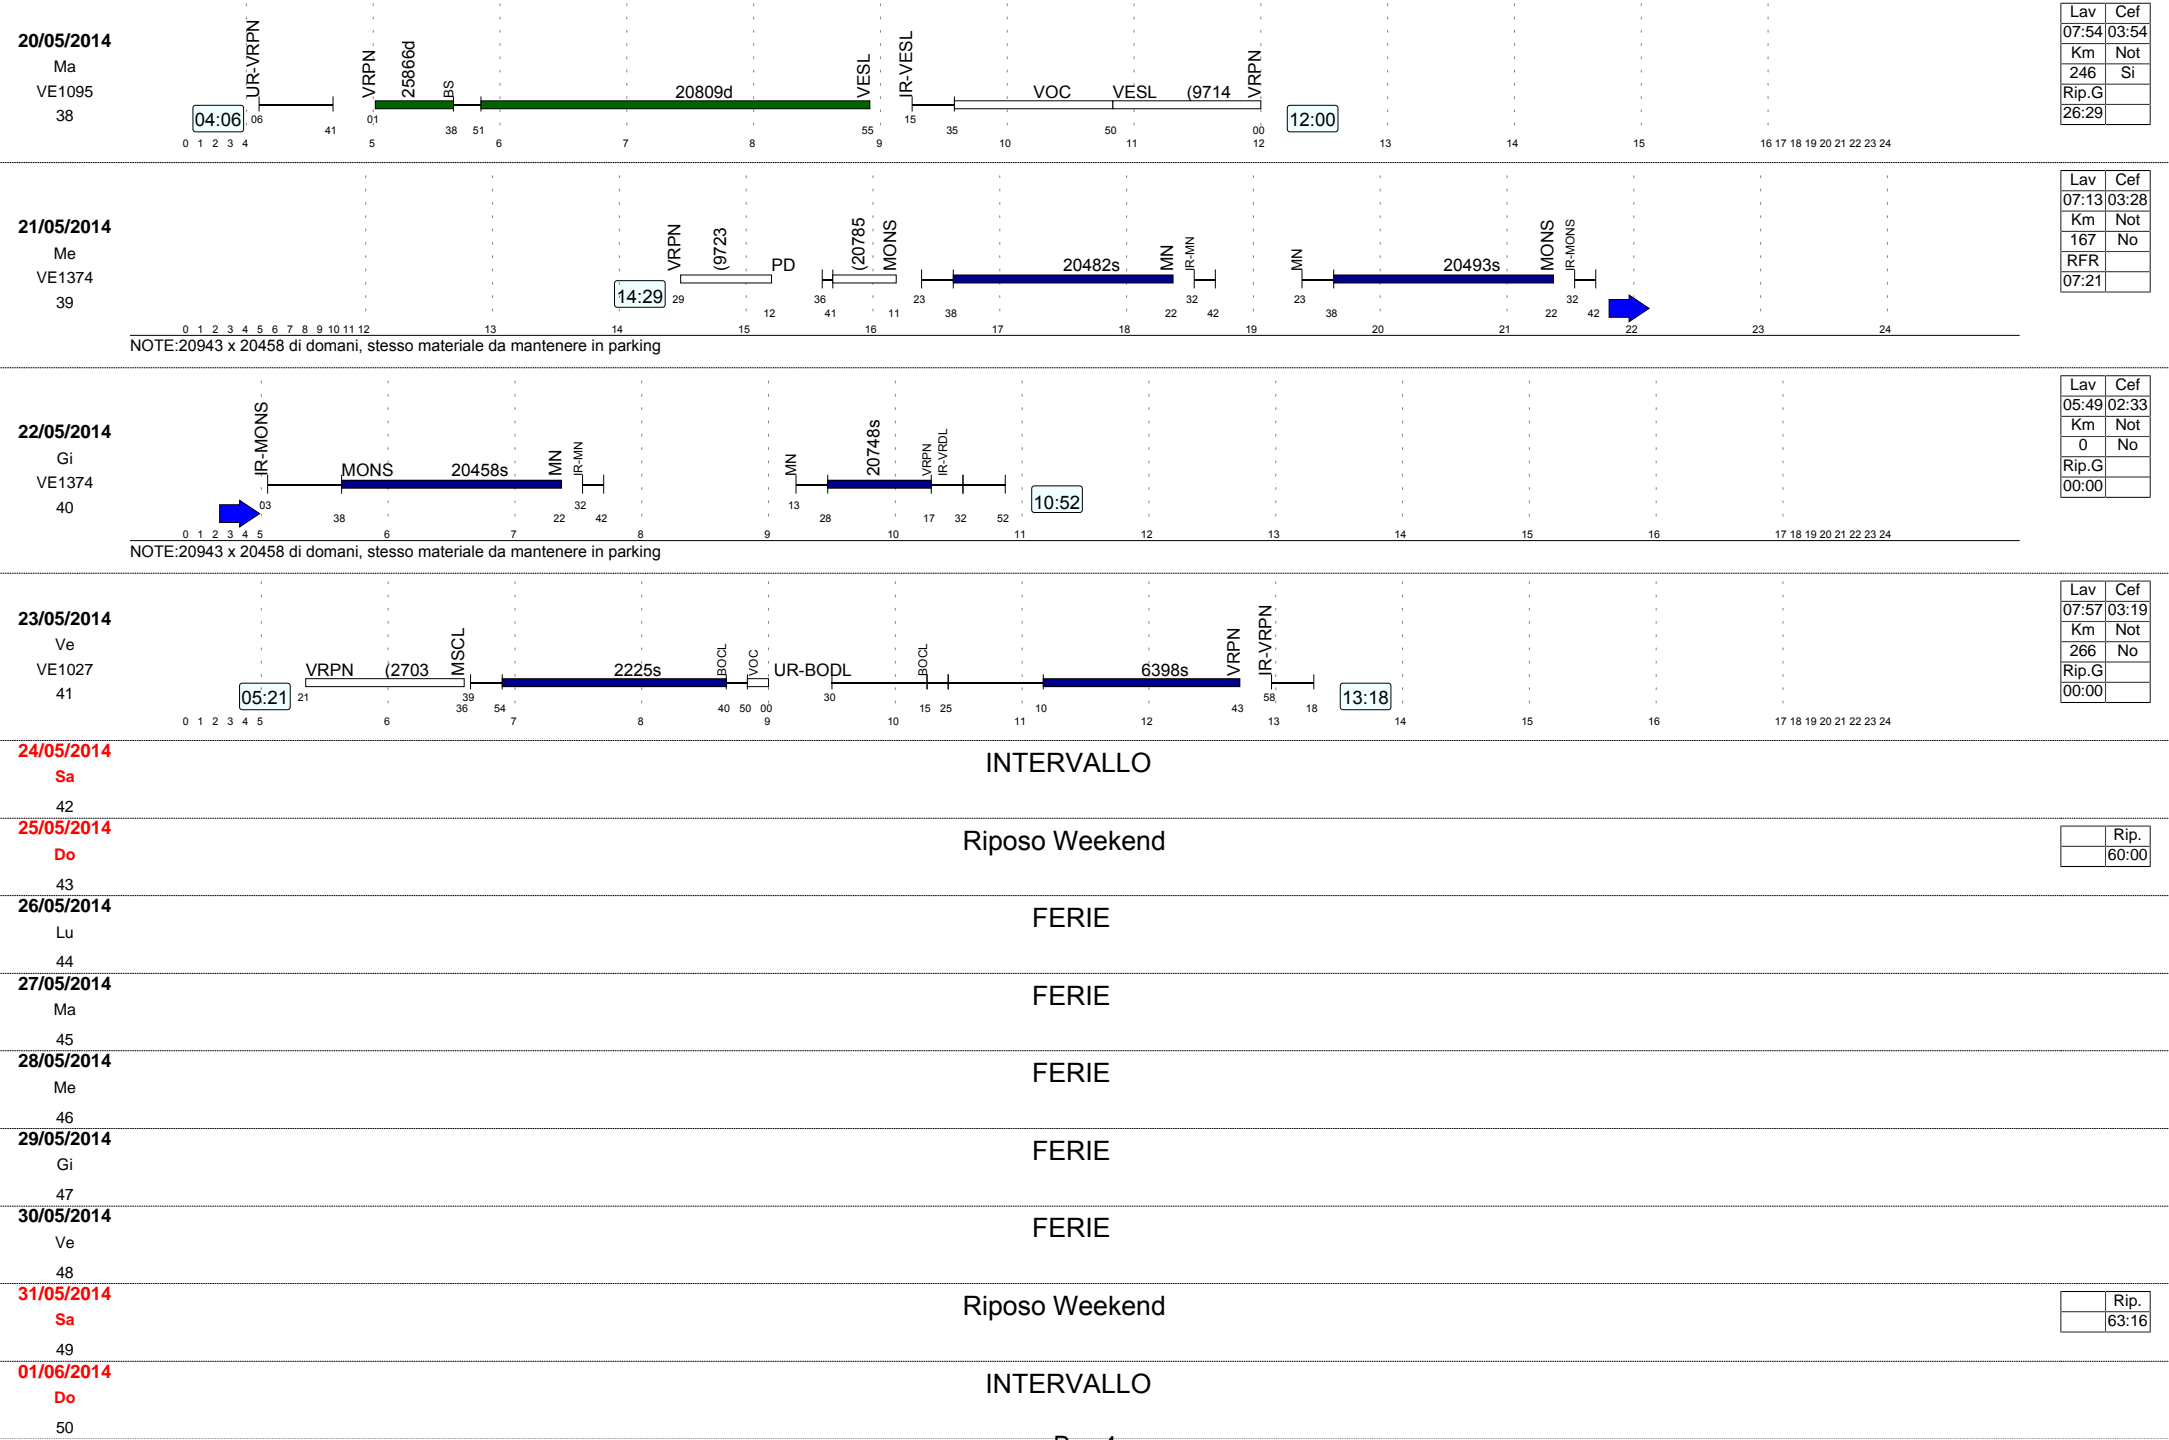 20/05/2014
Ma
VE1095
38
04:06
UR-VRPN
06
41
VRPN
01
25866d
BS
38
51
20809d
VESL
55
IR-VESL
15
35
VOC
50
VESL
(9714
VRPN
00
12:00
0 1 2 3 4 5 6 7 8 9 10 11 12 13 14 15 16 17 18 19 20 21 22 23 24
Lav Cef
07:54 03:54
Km Not
246 Si
Rip.G
26:29
21/05/2014
Me
VE1374
39
14:29
VRPN
29
(9723
12
PD
36
41
(20785
MONS
11
23
38
20482s
MN
22
IR-MN
32
42
MN
23
38
20493s
MONS
22
IR-MONS
32
42
0 1 2 3 4 5 6 7 8 9 10 11 12 13 14 15 16 17 18 19 20 21 22 23 24
NOTE:20943 x 20458 di domani, stesso materiale da mantenere in parking
Lav Cef
07:13 03:28
Km Not
167 No
RFR
07:21
22/05/2014
Gi
VE1374
40
IR-MONS
03
MONS
38
20458s
MN
22
IR-MN
32
42
MN
13
28
20748s
VRPN
17
IR-VRDL
32
52
10:52
0 1 2 3 4 5 6 7 8 9 10 11 12 13 14 15 16 17 18 19 20 21 22 23 24
NOTE:20943 x 20458 di domani, stesso materiale da mantenere in parking
Lav Cef
05:49 02:33
Km Not
0 No
Rip.G
00:00
23/05/2014
Ve
VE1027
41
05:21
VRPN
21
(2703
MSCL
36
39
54
2225s
BOCL
40
VOC
50
00
UR-BODL
30
BOCL
15
25
10
6398s
VRPN
43
IR-VRPN
58
18
13:18
0 1 2 3 4 5 6 7 8 9 10 11 12 13 14 15 16 17 18 19 20 21 22 23 24
Lav Cef
07:57 03:19
Km Not
266 No
Rip.G
00:00
24/05/2014
Sa
42
INTERVALLO
25/05/2014
Do
43
Riposo Weekend
Rip.
60:00
26/05/2014
Lu
44
FERIE
27/05/2014
Ma
45
FERIE
28/05/2014
Me
46
FERIE
29/05/2014
Gi
47
FERIE
30/05/2014
Ve
48
FERIE
31/05/2014
Sa
49
Riposo Weekend
Rip.
63:16
01/06/2014
Do
50
INTERVALLO